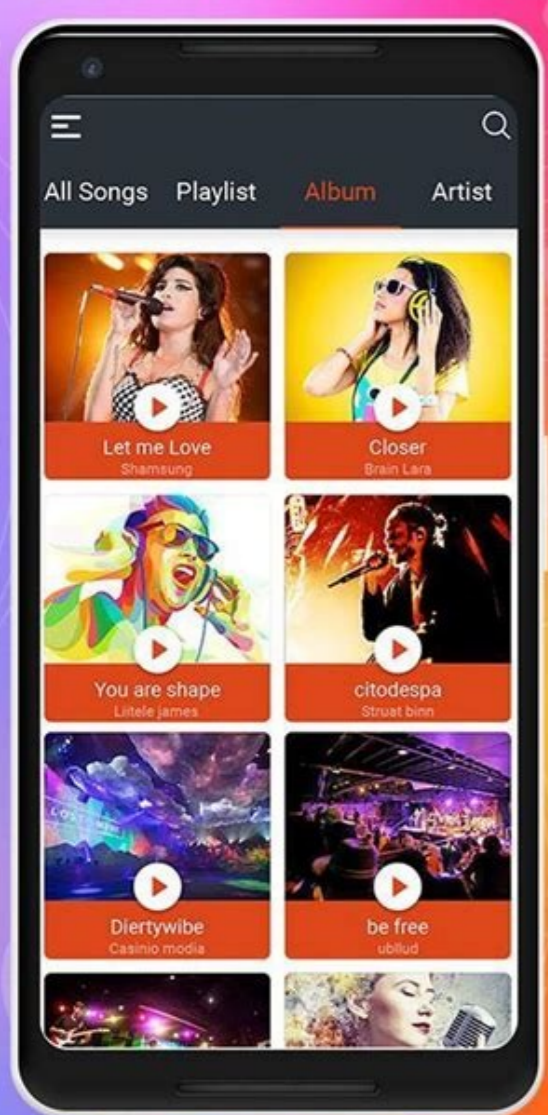 All Songs Playlist Album Artist
Let me Love
Shamsung
Closer
Brain Lara
You are shape
Liitele james
citodespa
Struat binn
Diertywibe
Casinio modia
be free
ubllud